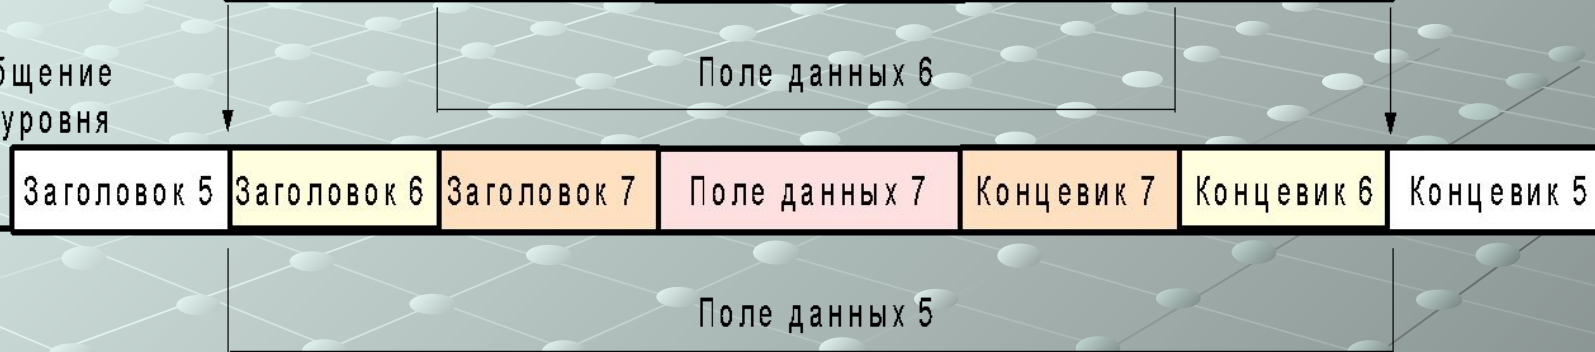 Поле данных 6
уровня
Заголовок 5 Заголовок 6 Заголовок 7 Поле данных 7 Концевик 7 Концевик 6 Концевик 5
Поле данных 5